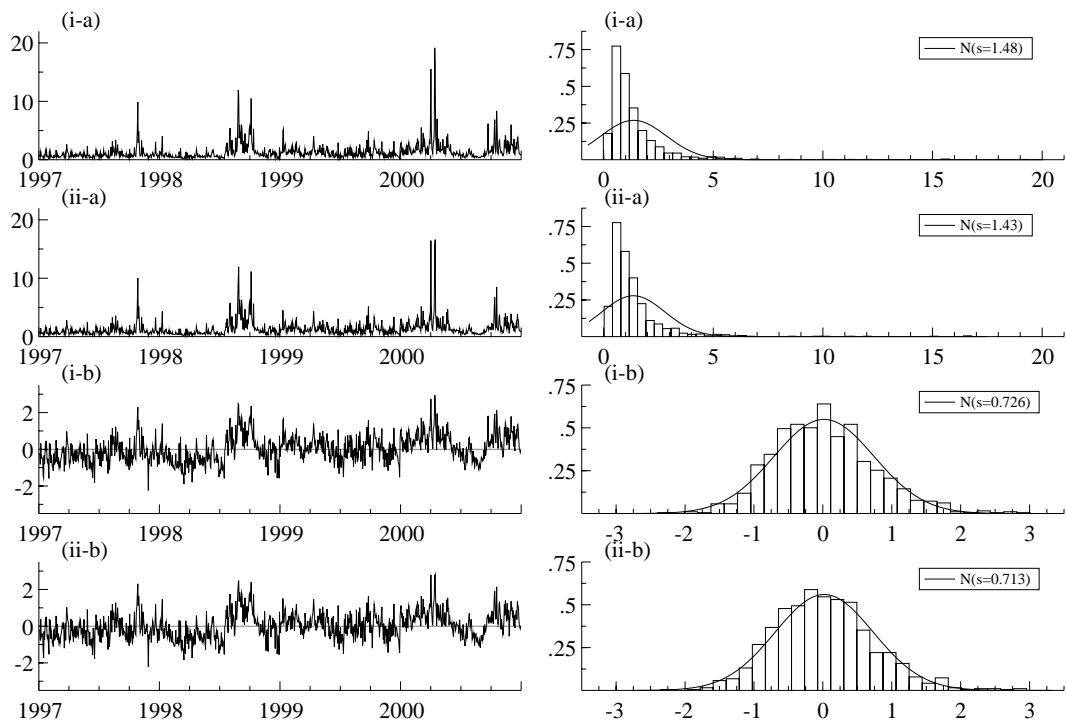 (i-a)
20
10
0
1997 1998 1999 2000
(i-a)
.75
.5
.25
N(s=1.48)
0 5 10 15 20
(ii-a)
20
10
0
1997 1998 1999 2000
(ii-a)
.75
.5
.25
N(s=1.43)
0 5 10 15 20
(i-b)
2
0
-2
1997 1998 1999 2000
(i-b)
.75
.5
.25
N(s=0.726)
-3 -2 -1 0 1 2 3
(ii-b)
2
0
-2
1997 1998 1999 2000
(ii-b)
.75
.5
.25
N(s=0.713)
-3 -2 -1 0 1 2 3